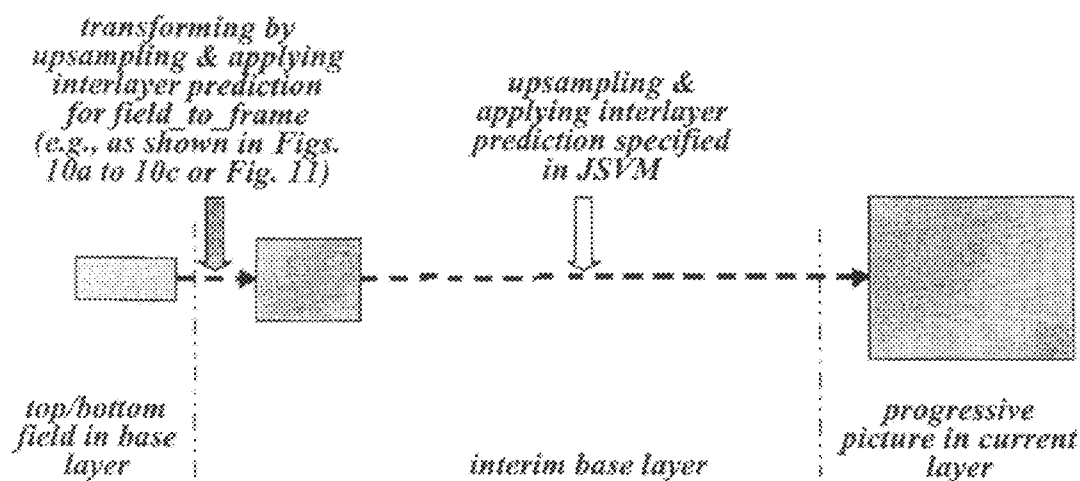 transforming by
upsampling & applying
interlayer prediction
for field_to_frame
(e.g., as shown in Figs.
10a to 10c or Fig. 11)
upsampling &
applying interlayer
prediction specified
in JSVM
top/bottom
field in base
layer
interim base layer
progressive
picture in current
layer